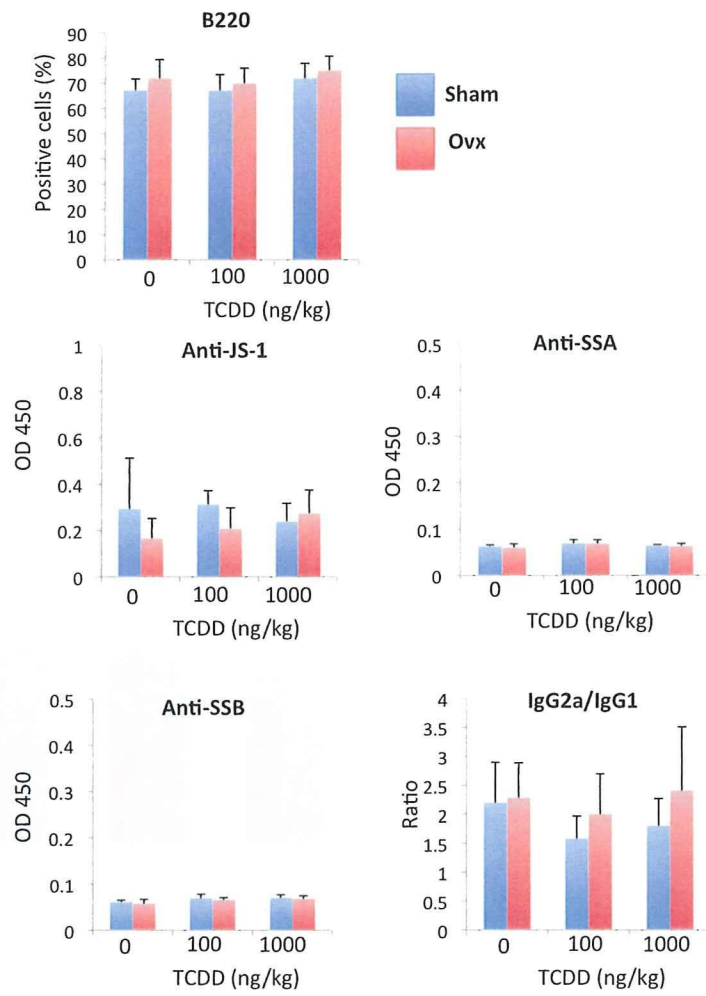 B220
Positive cells (%)
90
80
70
60
50
40
30
20
10
0
0 100 1000
TCDD (ng/kg)
Sham
Ovx
Anti-JS-1
OD 450
1
0.8
0.6
0.4
0.2
0
0 100 1000
TCDD (ng/kg)
Anti-SSA
OD 450
0.5
0.4
0.3
0.2
0.1
0
0 100 1000
TCDD (ng/kg)
Anti-SSB
OD 450
0.5
0.4
0.3
0.2
0.1
0
0 100 1000
TCDD (ng/kg)
IgG2a/IgG1
Ratio
4
3.5
3
2.5
2
1.5
1
0.5
0
0 100 1000
TCDD (ng/kg)